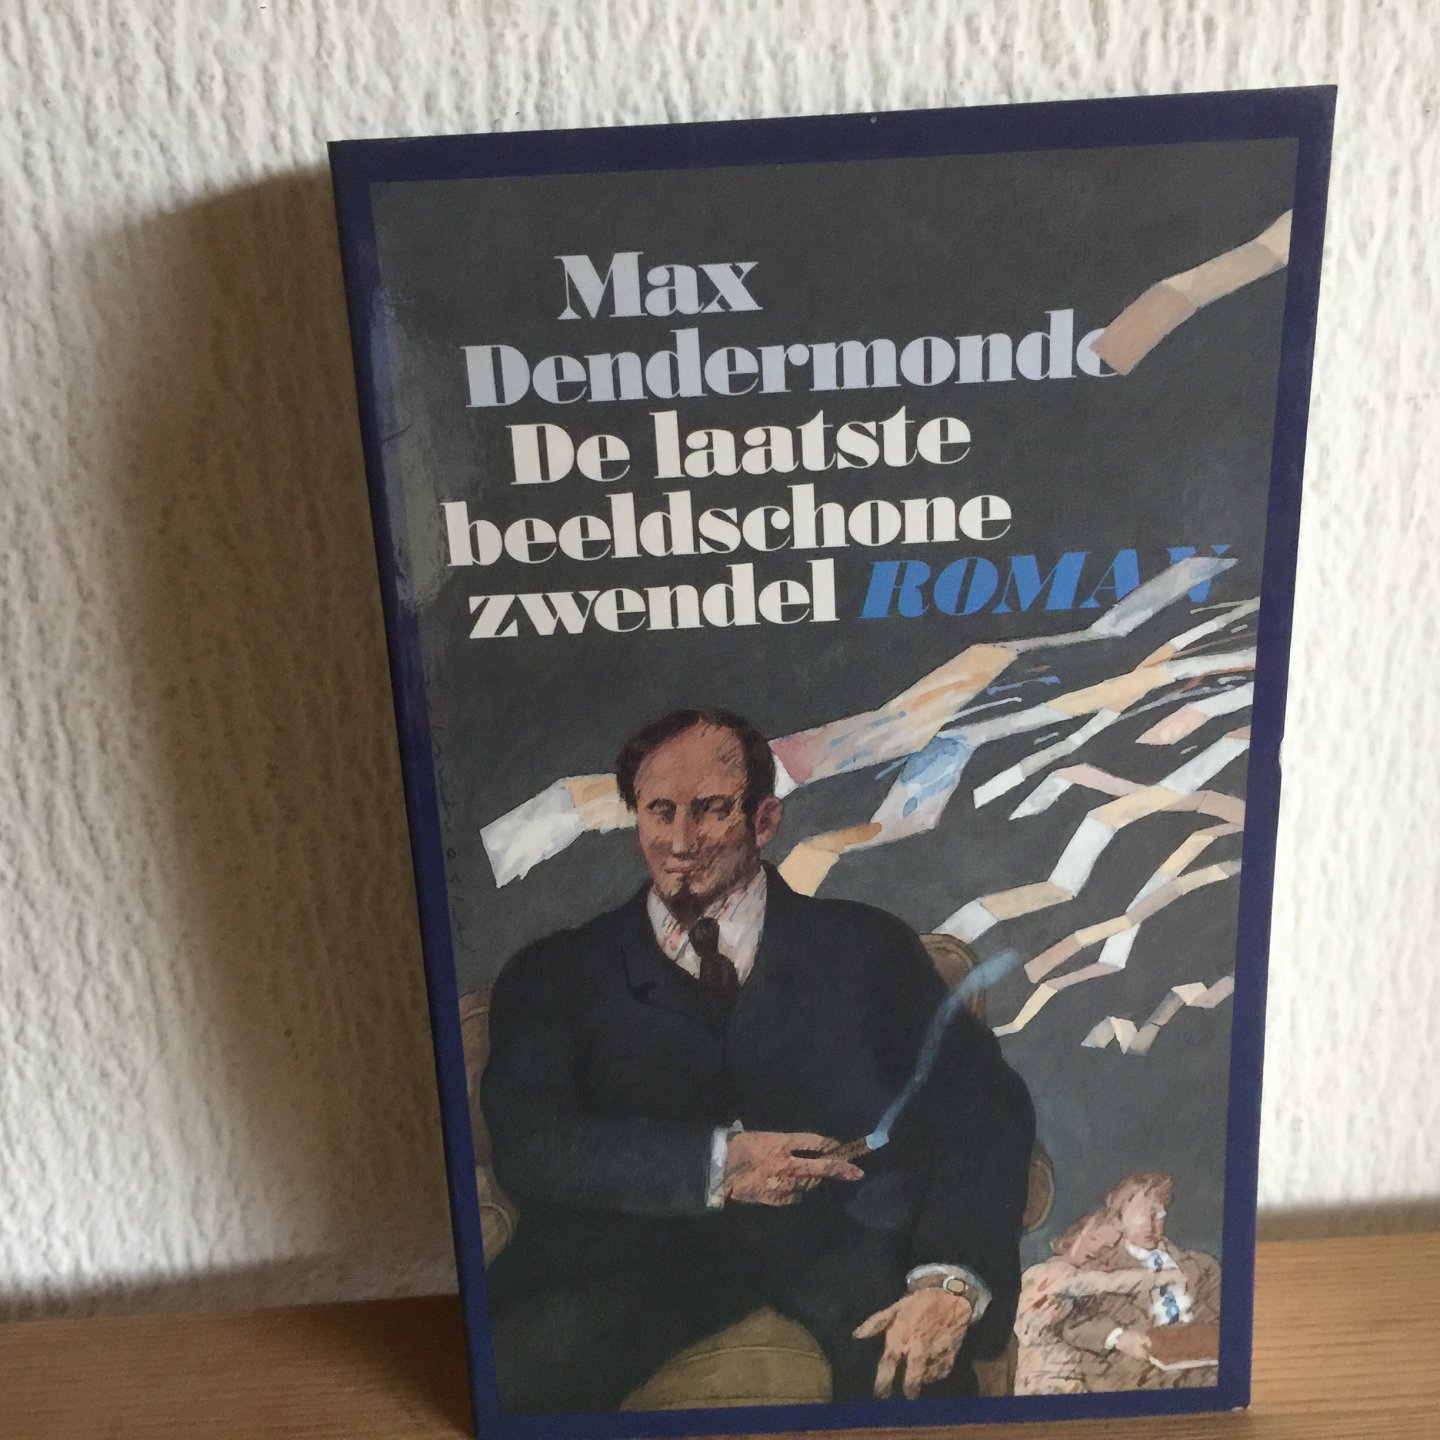 Max
Dendermonde
De laatste
beeldschone
zwendel ROMAN